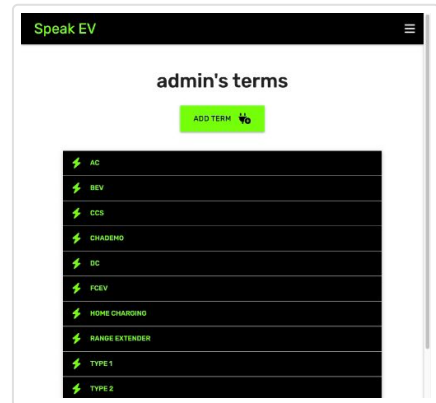 Speak EV
admin's terms
ADD TERM
AC
BEV
CCS
CHADEMO
DC
FCEV
HOME CHARGING
RANGE EXTENDER
TYPE 1
TYPE 2